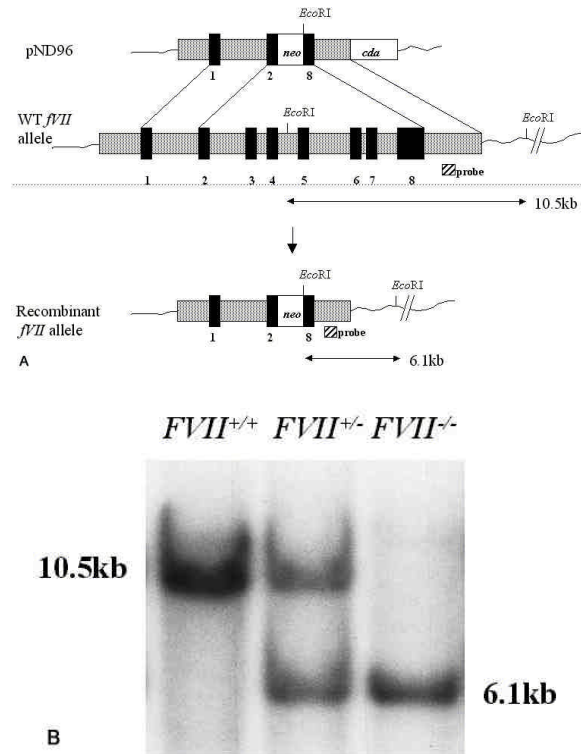 EcoRI
pND96
neo
cda
1 2 8
WT fVII
allele
EcoRI
EcoRI
probe
1 2 3 4 5 6 7 8
10.5kb
EcoRI
EcoRI
Recombinant
fVII allele
neo
probe
1 2 8
6.1kb
A
FVII+/+ FVII+/- FVII-/-
10.5kb
6.1kb
B